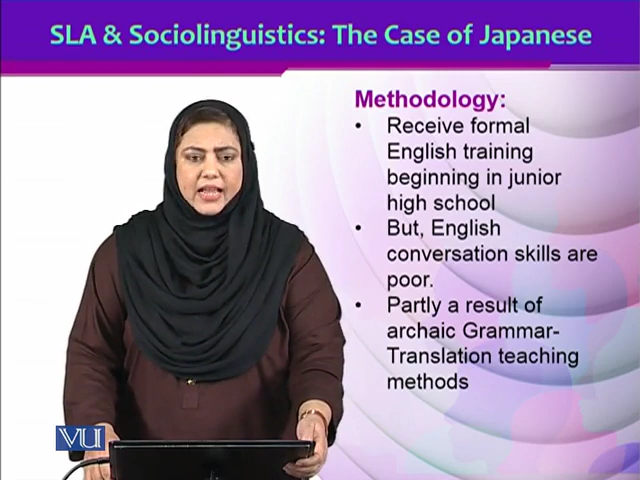 SLA & Sociolinguistics: The Case of Japanese
Methodology:
• Receive formal
English training
beginning in junior
high school
• But, English
conversation skills are
poor.
• Partly a result of
archaic Grammar-
Translation teaching
methods
VU